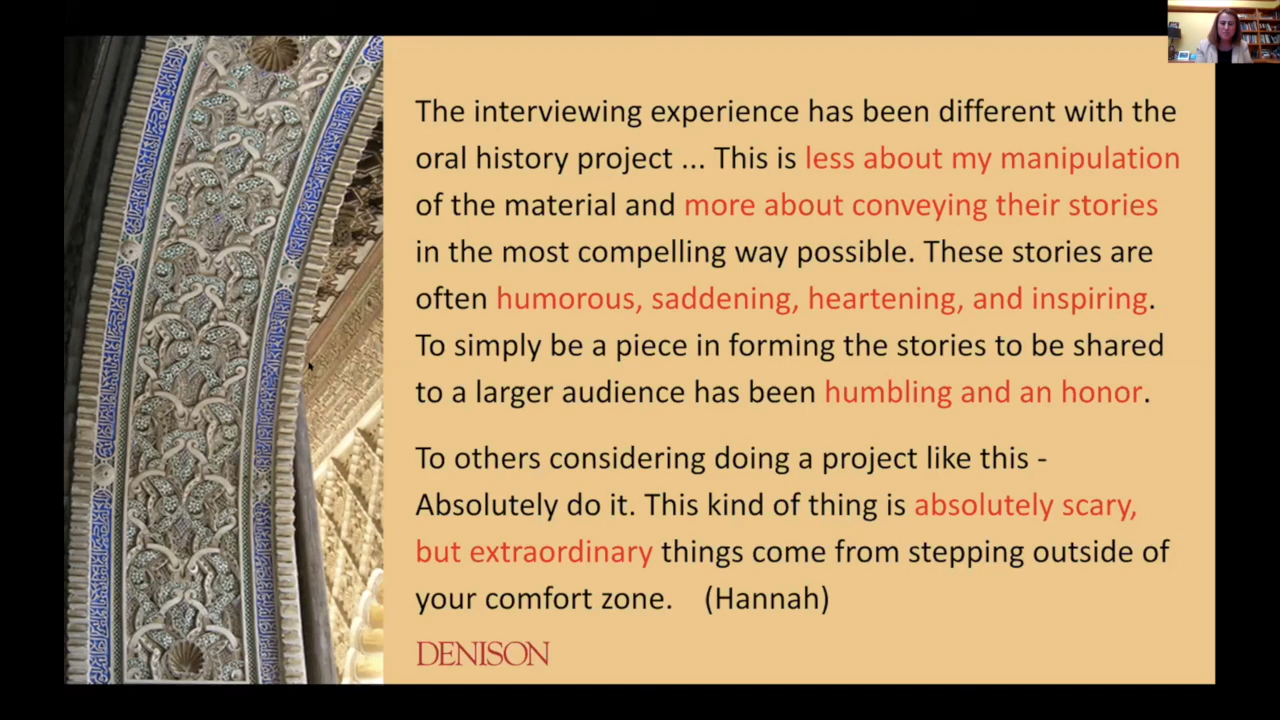 The interviewing experience has been different with the
oral history project ... This is less about my manipulation
of the material and more about conveying their stories
in the most compelling way possible. These stories are
often humorous, saddening, heartening, and inspiring.
To simply be a piece in forming the stories to be shared
to a larger audience has been humbling and an honor.
To others considering doing a project like this -
Absolutely do it. This kind of thing is absolutely scary,
but extraordinary things come from stepping outside of
your comfort zone. (Hannah)
DENISON